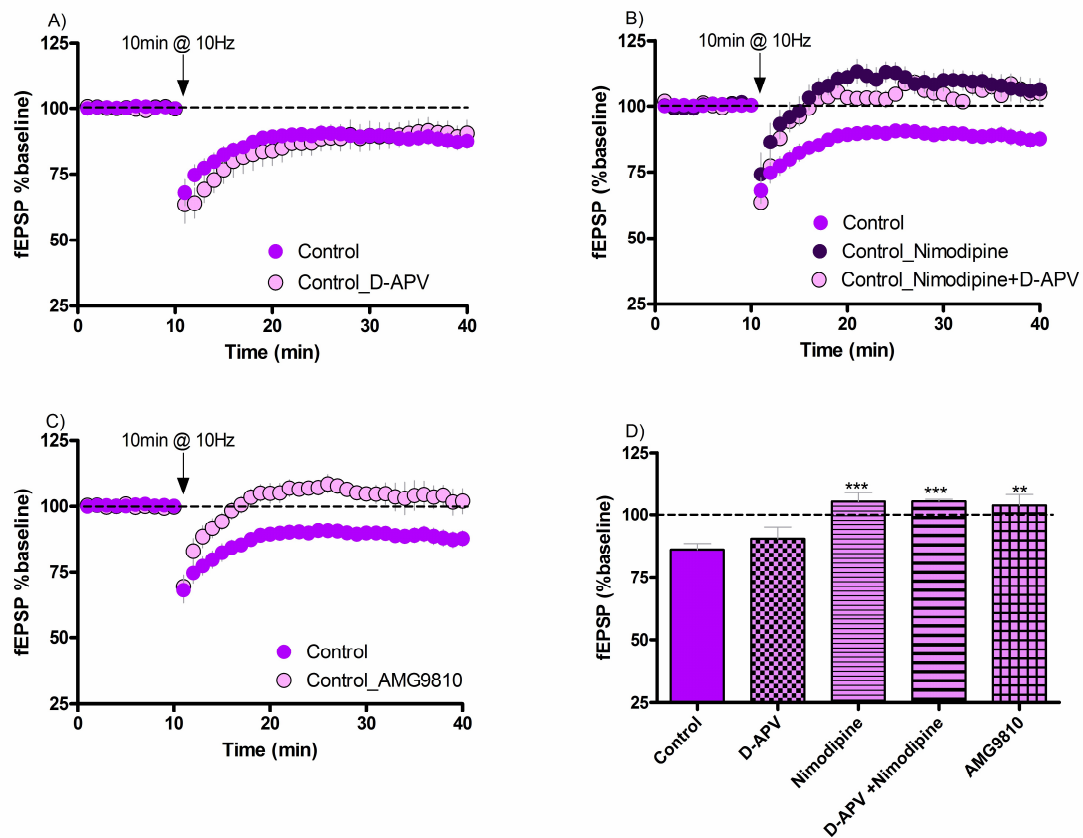 A)
10min @ 10Hz
125
100
75
50
25
fEPSP %baseline)
Control
Control_D-APV
0
10
20
30
40
Time (min)
B)
10min @ 10Hz
125
100
75
50
25
fEPSP (%baseline)
Control
Control_Nimodipine
Control_Nimodipine+D-APV
0
10
20
30
40
Time (min)
C)
10min @ 10Hz
125
100
75
50
25
fEPSP %baseline)
Control
Control_AMG9810
0
10
20
30
40
Time (min)
D)
125
100
75
50
25
fEPSP (%baseline)
***
***
**
Control
D-APV
Nimodipine
D-APV +Nimodipine
AMG9810